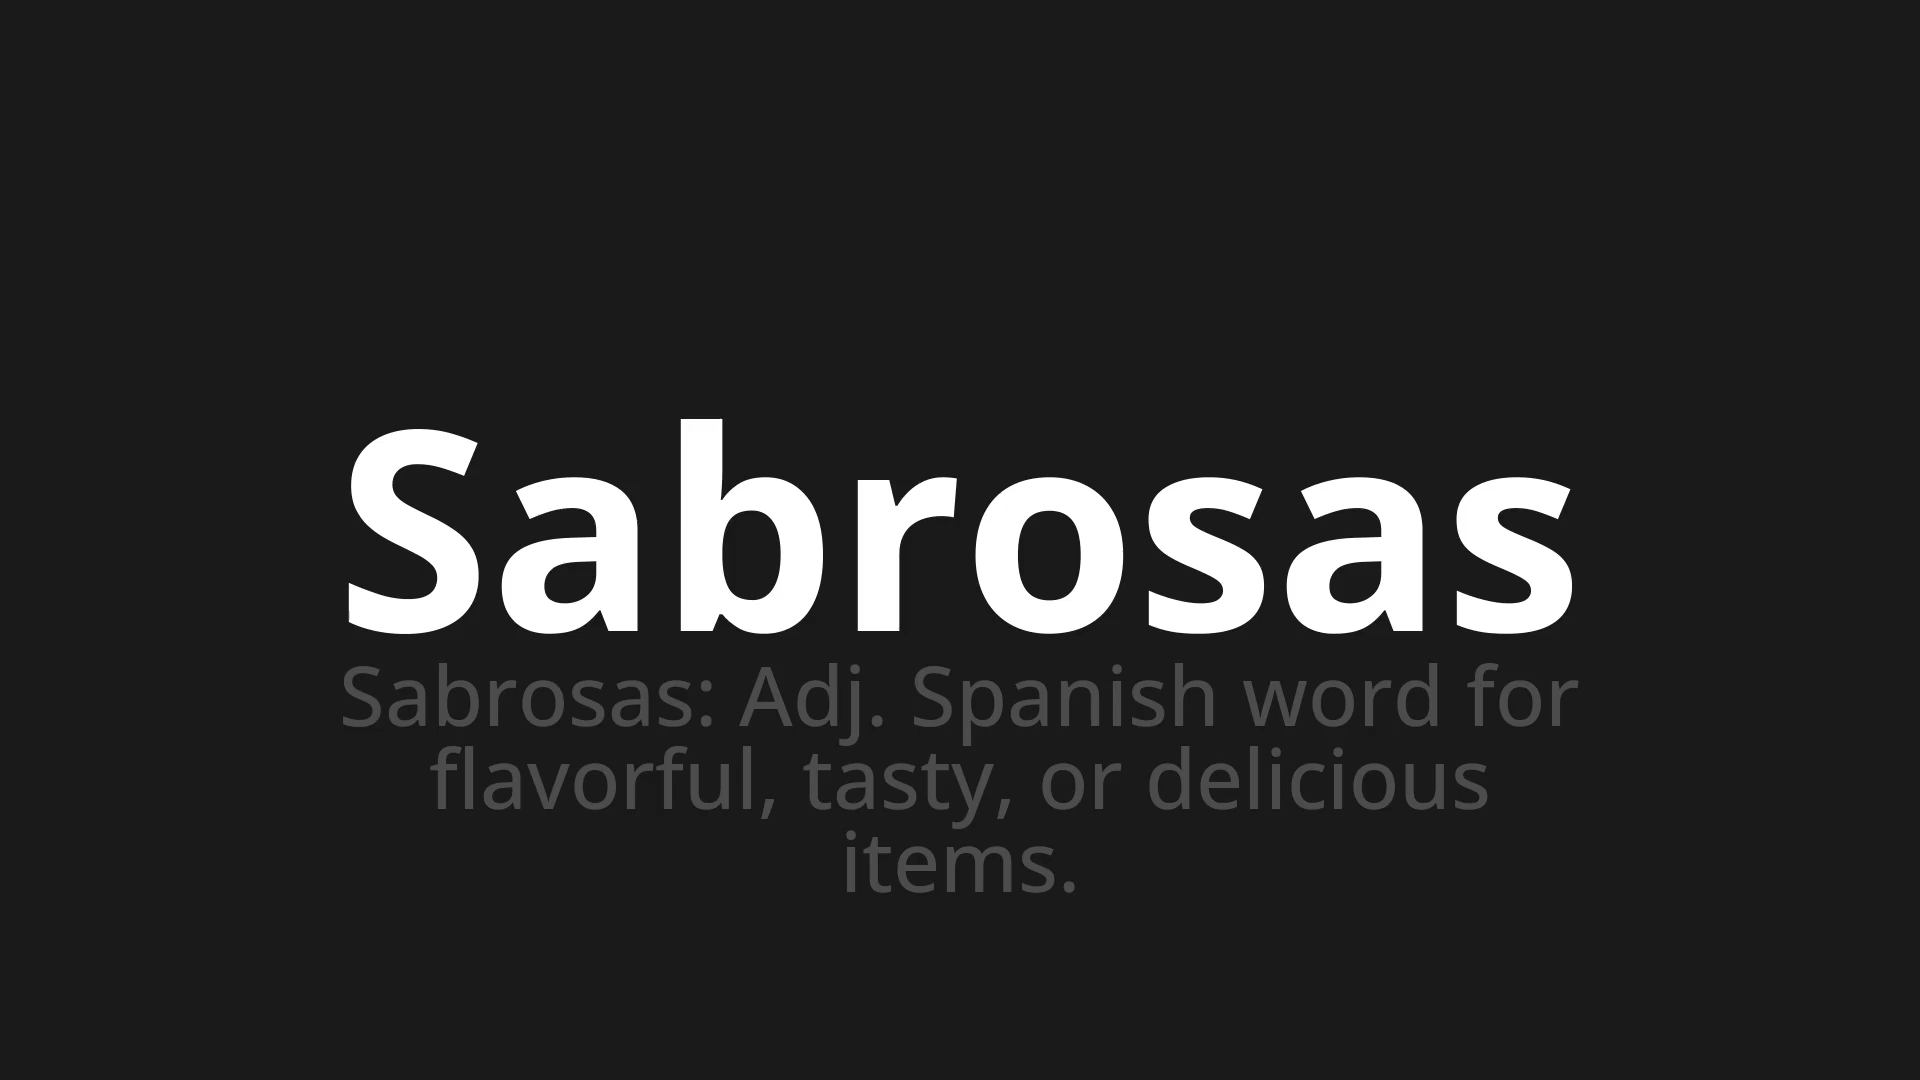 Sabrosas
Sabrosas: Adj. Spanish word for
flavorful, tasty, or delicious
items.